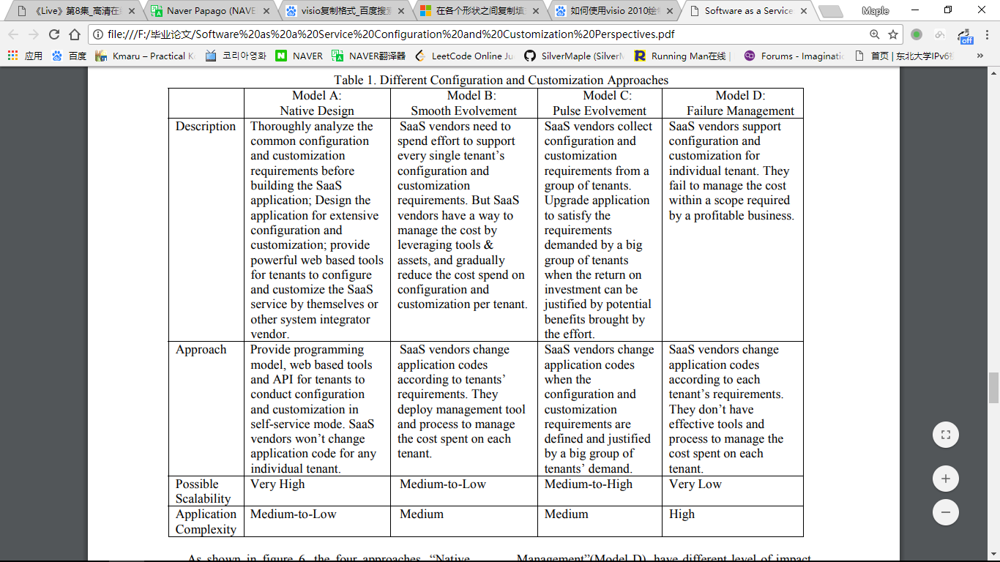 《Live》第8集_高清在
Naver Papago (NAVE
visio复制格式_百度搜
在各个形状之间复制填
如何使用visio 2010绘
Software as a Service
Maple
file:///F:/毕业论文/Software%20as%20a%20Service%20Configuration%20and%20Customization%20Perspectives.pdf
off
应用
百度
Kmaru – Practical K
코리아영화
NAVER
NAVER翻译器
LeetCode Online Ju
SilverMaple (SilverM
Running Man在线 |
Forums - Imaginati
首页 | 东北大学IPv6
»
Table 1. Different Configuration and Customization Approaches
Model A:
Native Design
Model B:
Smooth Evolvement
Model C:
Pulse Evolvement
Model D:
Failure Management
Description
Thoroughly analyze the
common configuration
and customization
requirements before
building the SaaS
application; Design the
application for extensive
configuration and
customization; provide
powerful web based tools
for tenants to configure
and customize the SaaS
service by themselves or
other system integrator
vendor.
SaaS vendors need to
spend effort to support
every single tenant’s
configuration and
customization
requirements. But SaaS
vendors have a way to
manage the cost by
leveraging tools &
assets, and gradually
reduce the cost spend on
configuration and
customization per tenant.
SaaS vendors collect
configuration and
customization
requirements from a
group of tenants.
Upgrade application
to satisfy the
requirements
demanded by a big
group of tenants
when the return on
investment can be
justified by potential
benefits brought by
the effort.
SaaS vendors support
configuration and
customization for
individual tenant. They
fail to manage the cost
within a scope required
by a profitable business.
Approach
Provide programming
model, web based tools
and API for tenants to
conduct configuration
and customization in
self-service mode. SaaS
vendors won’t change
application code for any
individual tenant.
SaaS vendors change
application codes
according to tenants’
requirements. They
deploy management tool
and process to manage
the cost spent on each
tenant.
SaaS vendors change
application codes
when the
configuration and
customization
requirements are
defined and justified
by a big group of
tenants’ demand.
SaaS vendors change
application codes
according to each
tenant’s requirements.
They don’t have
effective tools and
process to manage the
cost spent on each
tenant.
Possible
Scalability
Very High
Medium-to-Low
Medium-to-High
Very Low
Application
Complexity
Medium-to-Low
Medium
Medium
High
As shown in figure 6, the four approaches, “Native
Management”(Model D), have different level of impact